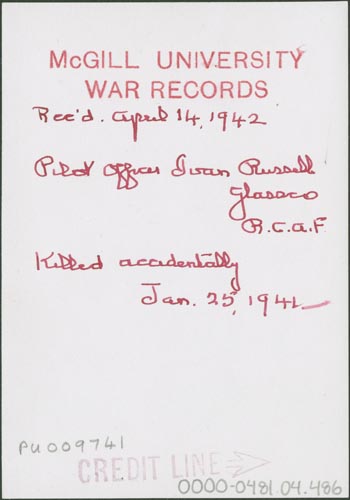 McGILL UNIVERSITY
WAR RECORDS
Rec'd. April 14, 1942
Pilot Officer Ivan Russell
Glassco
R.C.A.F
Killed accidentally
Jan. 25, 1941
PU009741
CREDIT LINE
0000-0481.04.486